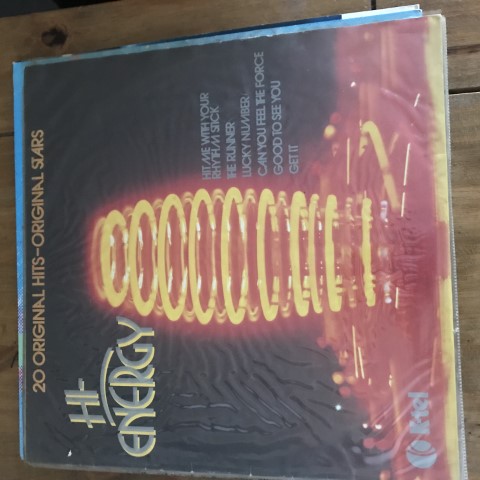 20 ORIGINAL HITS-ORIGINAL STARS
HI-
ENERGY
HIT ME WITH YOUR
RHYTHM STICK
THE RUNNER
LUCKY NUMBER
CAN YOU FEEL THE FORCE
GOOD TO SEE YOU
GET IT
K-tel